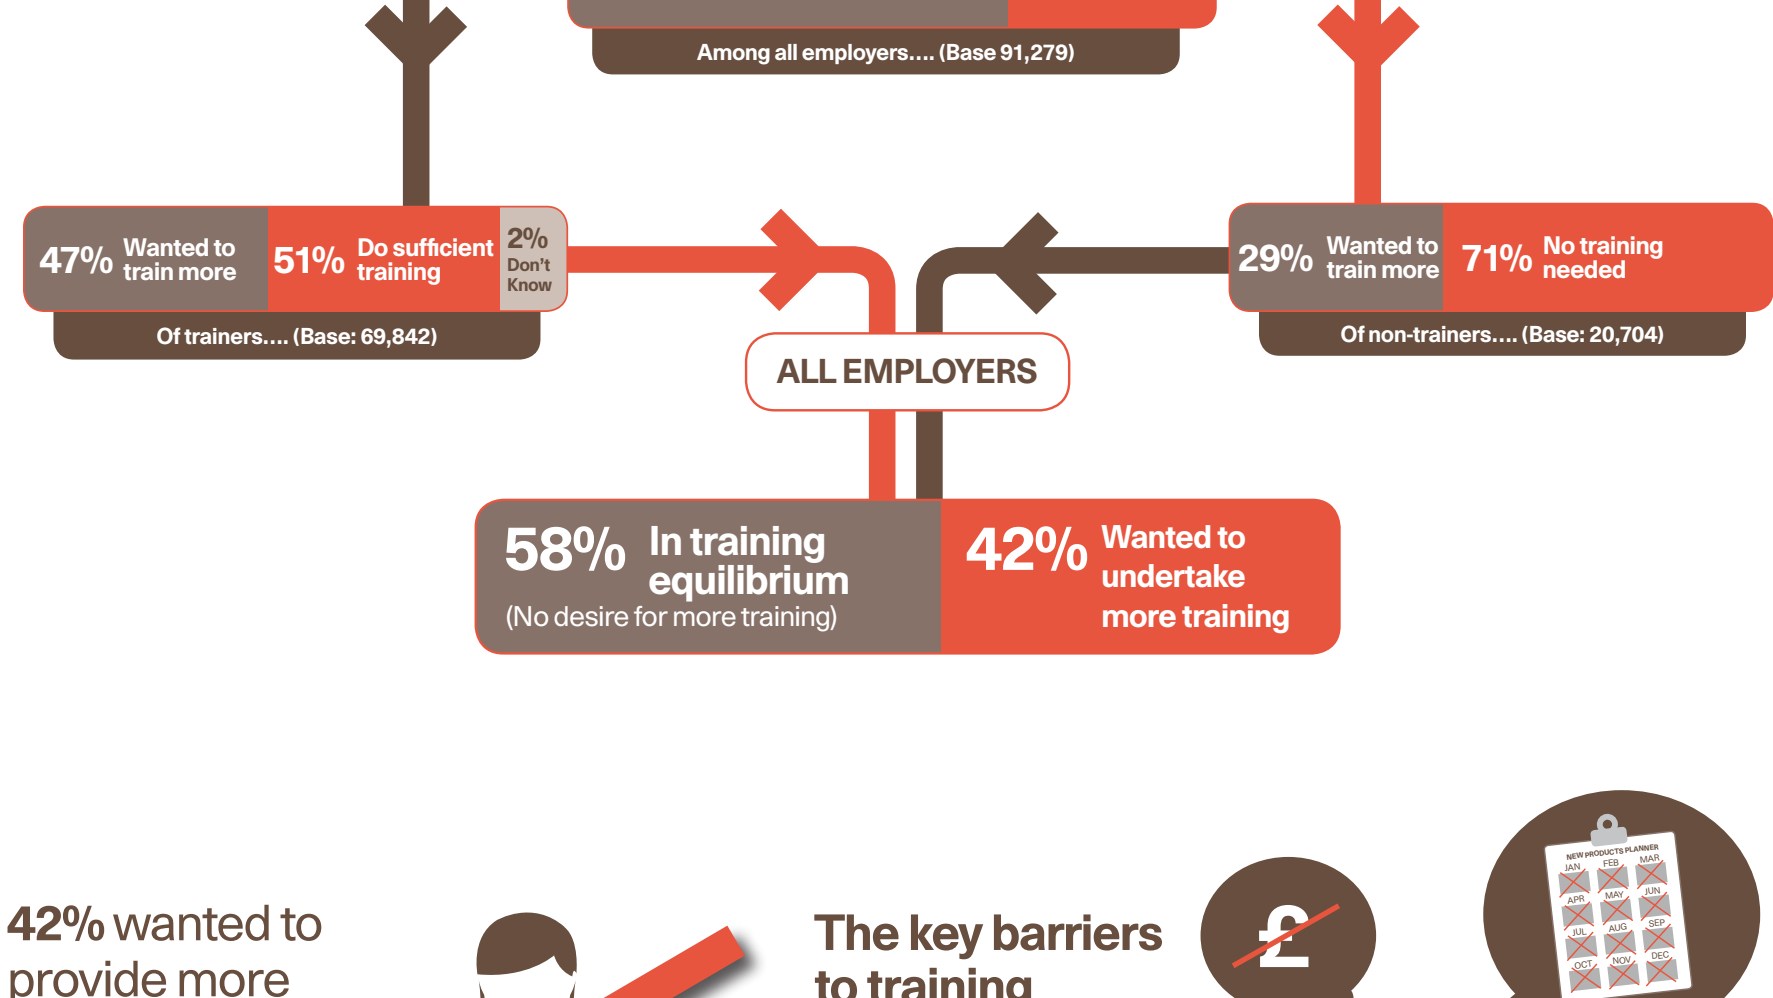 Among all employers.... (Base 91,279)
47% Wanted to
train more
51% Do sufficient
training
2%
Don't
Know
Of trainers.... (Base: 69,842)
29% Wanted to
train more
71% No training
needed
Of non-trainers.... (Base: 20,704)
ALL EMPLOYERS
58% In training
equilibrium
(No desire for more training)
42% Wanted to
undertake
more training
42% wanted to
provide more
The key barriers
to training
£
NEW PRODUCTS PLANNER
JAN FEB MAR
APR MAY JUN
JUL AUG SEP
OCT NOV DEC